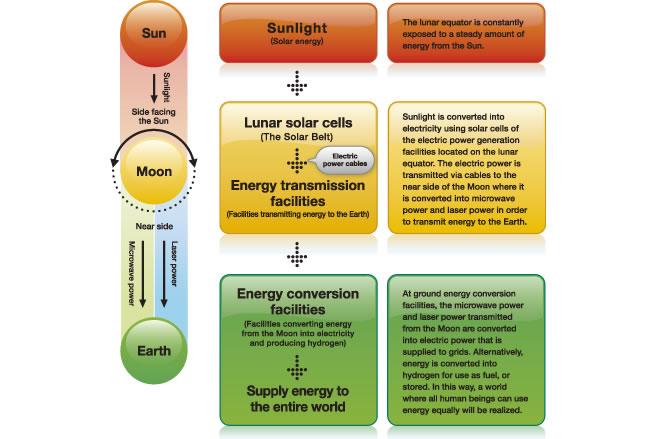 Sun
Sunlight
Side facing
the Sun
Moon
Near side
Microwave power
Laser power
Earth
Sunlight
(Solar energy)
The lunar equator is constantly
exposed to a steady amount of
energy from the Sun.
Lunar solar cells
(The Solar Belt)
Electric
power cables
Energy transmission
facilities
(Facilities transmitting energy to the Earth)
Sunlight is converted into
electricity using solar cells of
the electric power generation
facilities located on the lunar
equator. The electric power is
transmitted via cables to the
near side of the Moon where it
is converted into microwave
power and laser power in order
to transmit energy to the Earth.
Energy conversion
facilities
(Facilities converting energy
from the Moon into electricity
and producing hydrogen)
Supply energy to
the entire world
At ground energy conversion
facilities, the microwave power
and laser power transmitted
from the Moon are converted
into electric power that is
supplied to grids. Alternatively,
energy is converted into
hydrogen for use as fuel, or
stored. In this way, a world
where all human beings can use
energy equally will be realized.